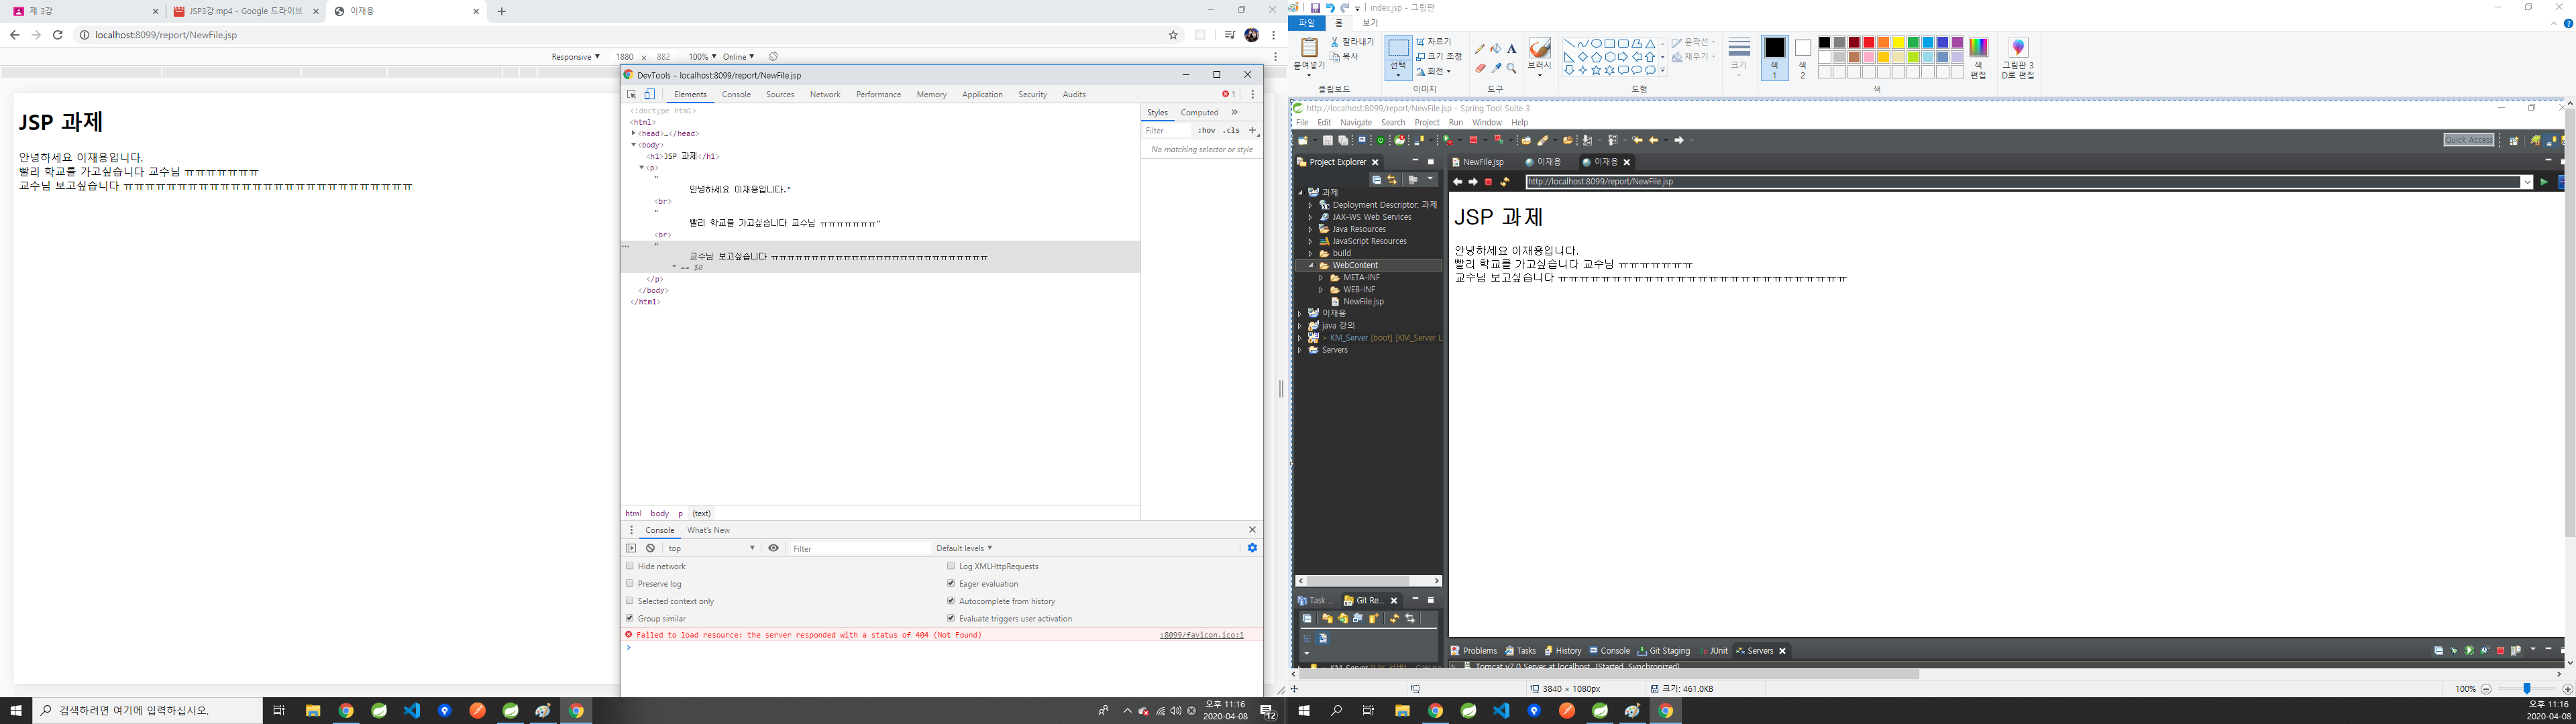 제 3강
JSP3강.mp4 - Google 드라이브
이재용
localhost:8099/report/NewFile.jsp
Responsive ▼ 1880 × 882 100% ▼ Online ▼
JSP 과제
안녕하세요 이재용입니다.
빨리 학교를 가고싶습니다 교수님 ㅠㅠㅠㅠㅠㅠㅠ
교수님 보고싶습니다 ㅠㅠㅠㅠㅠㅠㅠㅠㅠㅠㅠㅠㅠㅠㅠㅠㅠㅠㅠㅠㅠㅠㅠㅠㅠㅠㅠ
DevTools - localhost:8099/report/NewFile.jsp
Elements Console Sources Network Performance Memory Application Security Audits 1
<!doctype html>
<html>
<head>…</head>
<body>
<h1>JSP 과제</h1>
<p>
"
안녕하세요 이재용입니다."
<br>
"
빨리 학교를 가고싶습니다 교수님 ㅠㅠㅠㅠㅠㅠㅠ"
<br>
"
교수님 보고싶습니다 ㅠㅠㅠㅠㅠㅠㅠㅠㅠㅠㅠㅠㅠㅠㅠㅠㅠㅠㅠㅠㅠㅠㅠㅠㅠㅠㅠ
" == $0
</p>
</body>
</html>
Styles Computed »
Filter :hov .cls +
No matching selector or style
html body p (text)
Console What's New
top ▼ Filter Default levels ▼
Hide network Log XMLHttpRequests
Preserve log Eager evaluation
Selected context only Autocomplete from history
Group similar Evaluate triggers user activation
Failed to load resource: the server responded with a status of 404 (Not Found) :8099/favicon.ico:1
검색하려면 여기에 입력하십시오.
오후 11:16
2020-04-08
12
index.jsp - 그림판
파일 홈 보기
붙여넣기 잘라내기 복사
클립보드
선택 자르기 크기 조정 회전
이미지
도구
브러시
윤곽선
채우기
도형
크기
색 1
색 2
색 편집
색
그림판 3D로 편집
http://localhost:8099/report/NewFile.jsp - Spring Tool Suite 3
File Edit Navigate Search Project Run Window Help
Quick Access
Project Explorer
과제
Deployment Descriptor: 과제
JAX-WS Web Services
Java Resources
JavaScript Resources
build
WebContent
META-INF
WEB-INF
NewFile.jsp
이재용
java 강의
> KM_Server [boot] [KM_Server L
Servers
Task ... Git Re...
NewFile.jsp 이재용 이재용
http://localhost:8099/report/NewFile.jsp
JSP 과제
안녕하세요 이재용입니다.
빨리 학교를 가고싶습니다 교수님 ㅠㅠㅠㅠㅠㅠㅠ
교수님 보고싶습니다 ㅠㅠㅠㅠㅠㅠㅠㅠㅠㅠㅠㅠㅠㅠㅠㅠㅠㅠㅠㅠㅠㅠㅠㅠㅠㅠㅠ
Problems Tasks History Console Git Staging JUnit Servers
Tomcat v7.0 Server at localhost [Started, Synchronized]
3840 × 1080px 크기: 461.0KB 100%
오후 11:16
2020-04-08